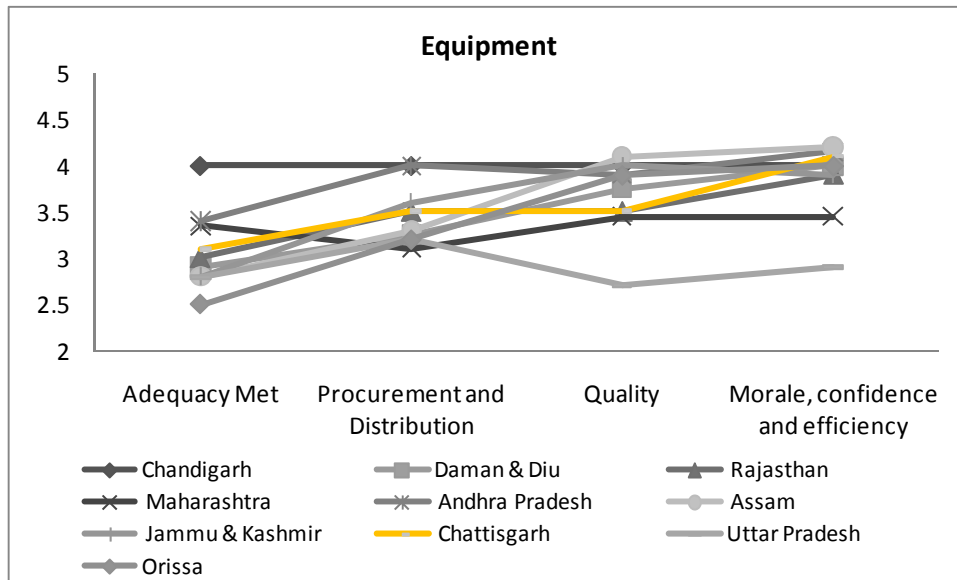 Equipment
5
4.5
4
3.5
3
2.5
2
Adequacy Met
Procurement and
Distribution
Quality
Morale, confidence
and efficiency
Chandigarh
Daman & Diu
Rajasthan
Maharashtra
Andhra Pradesh
Assam
Jammu & Kashmir
Chattisgarh
Uttar Pradesh
Orissa